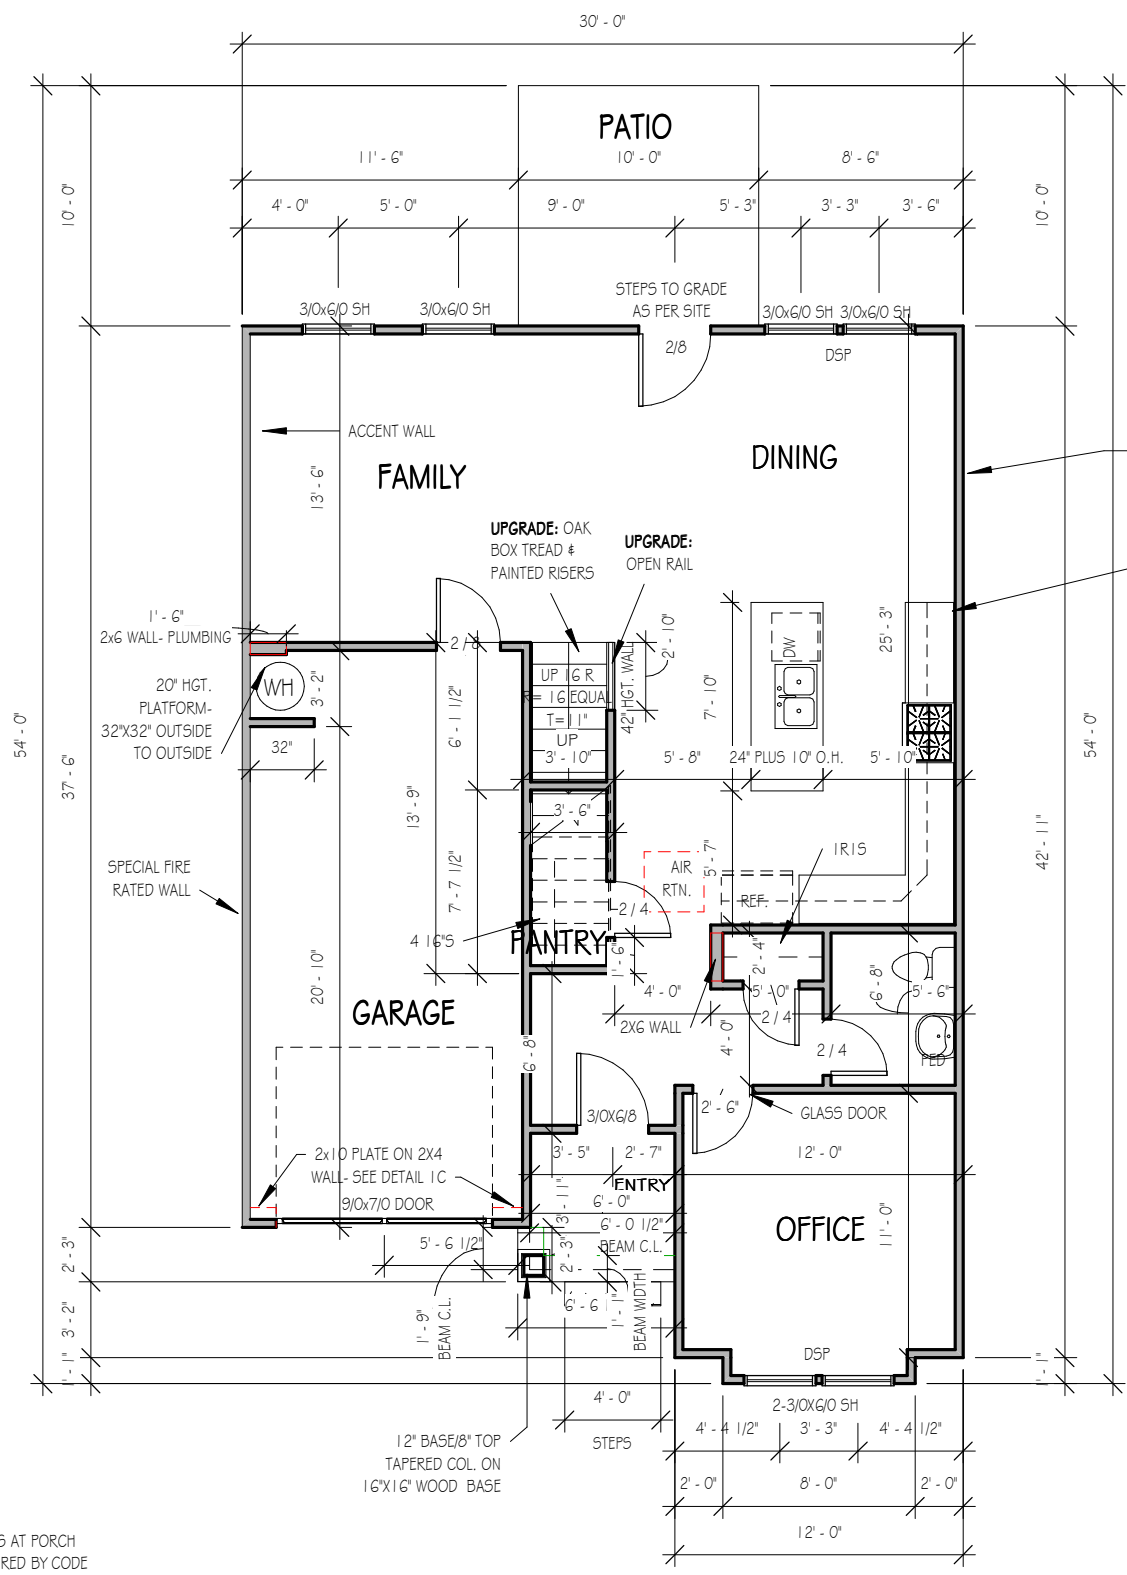 30' - 0"
PATIO
11' - 6"
10' - 0"
8' - 6"
4' - 0"
5' - 0"
9' - 0"
5' - 3"
3' - 3"
3' - 6"
10' - 0"
10' - 0"
STEPS TO GRADE
AS PER SITE
3/0x6/0 SH
3/0x6/0 SH
3/0x6/0 SH
3/0x6/0 SH
2/8
DSP
ACCENT WALL
FAMILY
DINING
13' - 6"
UPGRADE: OAK
BOX TREAD &
PAINTED RISERS
UPGRADE:
OPEN RAIL
1' - 6"
2x6 WALL- PLUMBING
2 / 8
2' - 10"
42" HGT. WALL
25' - 3"
DW
20" HGT.
PLATFORM-
32"X32" OUTSIDE
TO OUTSIDE
WH
3' - 2"
32"
6' - 1 1/2"
UP 16 R
R= 16 EQUAL
T=11"
UP
3' - 10"
7' - 10"
5' - 8"
24" PLUS 10" O.H.
5' - 10"
54' - 0"
37' - 6"
54' - 0"
42' - 11"
13' - 9"
3' - 6"
SPECIAL FIRE
RATED WALL
7' - 7 1/2"
AIR
RTN.
5' - 7"
1R1S
REF.
2 / 4
4 16"S
PANTRY
1' - 6"
2' - 4"
6' - 8"
20' - 10"
GARAGE
4' - 0"
5' - 0"
5' - 6"
2X6 WALL
4' - 0"
2 / 4
2 / 4
PED
6' - 8"
3/0X6/8
2' - 6"
GLASS DOOR
2x10 PLATE ON 2X4
WALL- SEE DETAIL 1C
9/0x7/0 DOOR
3' - 5"
2' - 7"
12' - 0"
ENTRY
3' - 11"
6' - 0"
6' - 0 1/2"
BEAM C.L.
OFFICE
11' - 0"
5' - 6 1/2"
2' - 3"
2' - 3"
3' - 2"
1' - 1"
6' - 6
1' - 1"
BEAM WIDTH
1' - 9"
BEAM C.L.
DSP
1' - 1"
2-3/0X6/0 SH
4' - 0"
STEPS
4' - 4 1/2"
3' - 3"
4' - 4 1/2"
12" BASE/8" TOP
TAPERED COL. ON
16"X16" WOOD BASE
2' - 0"
8' - 0"
2' - 0"
12' - 0"
S AT PORCH
RED BY CODE